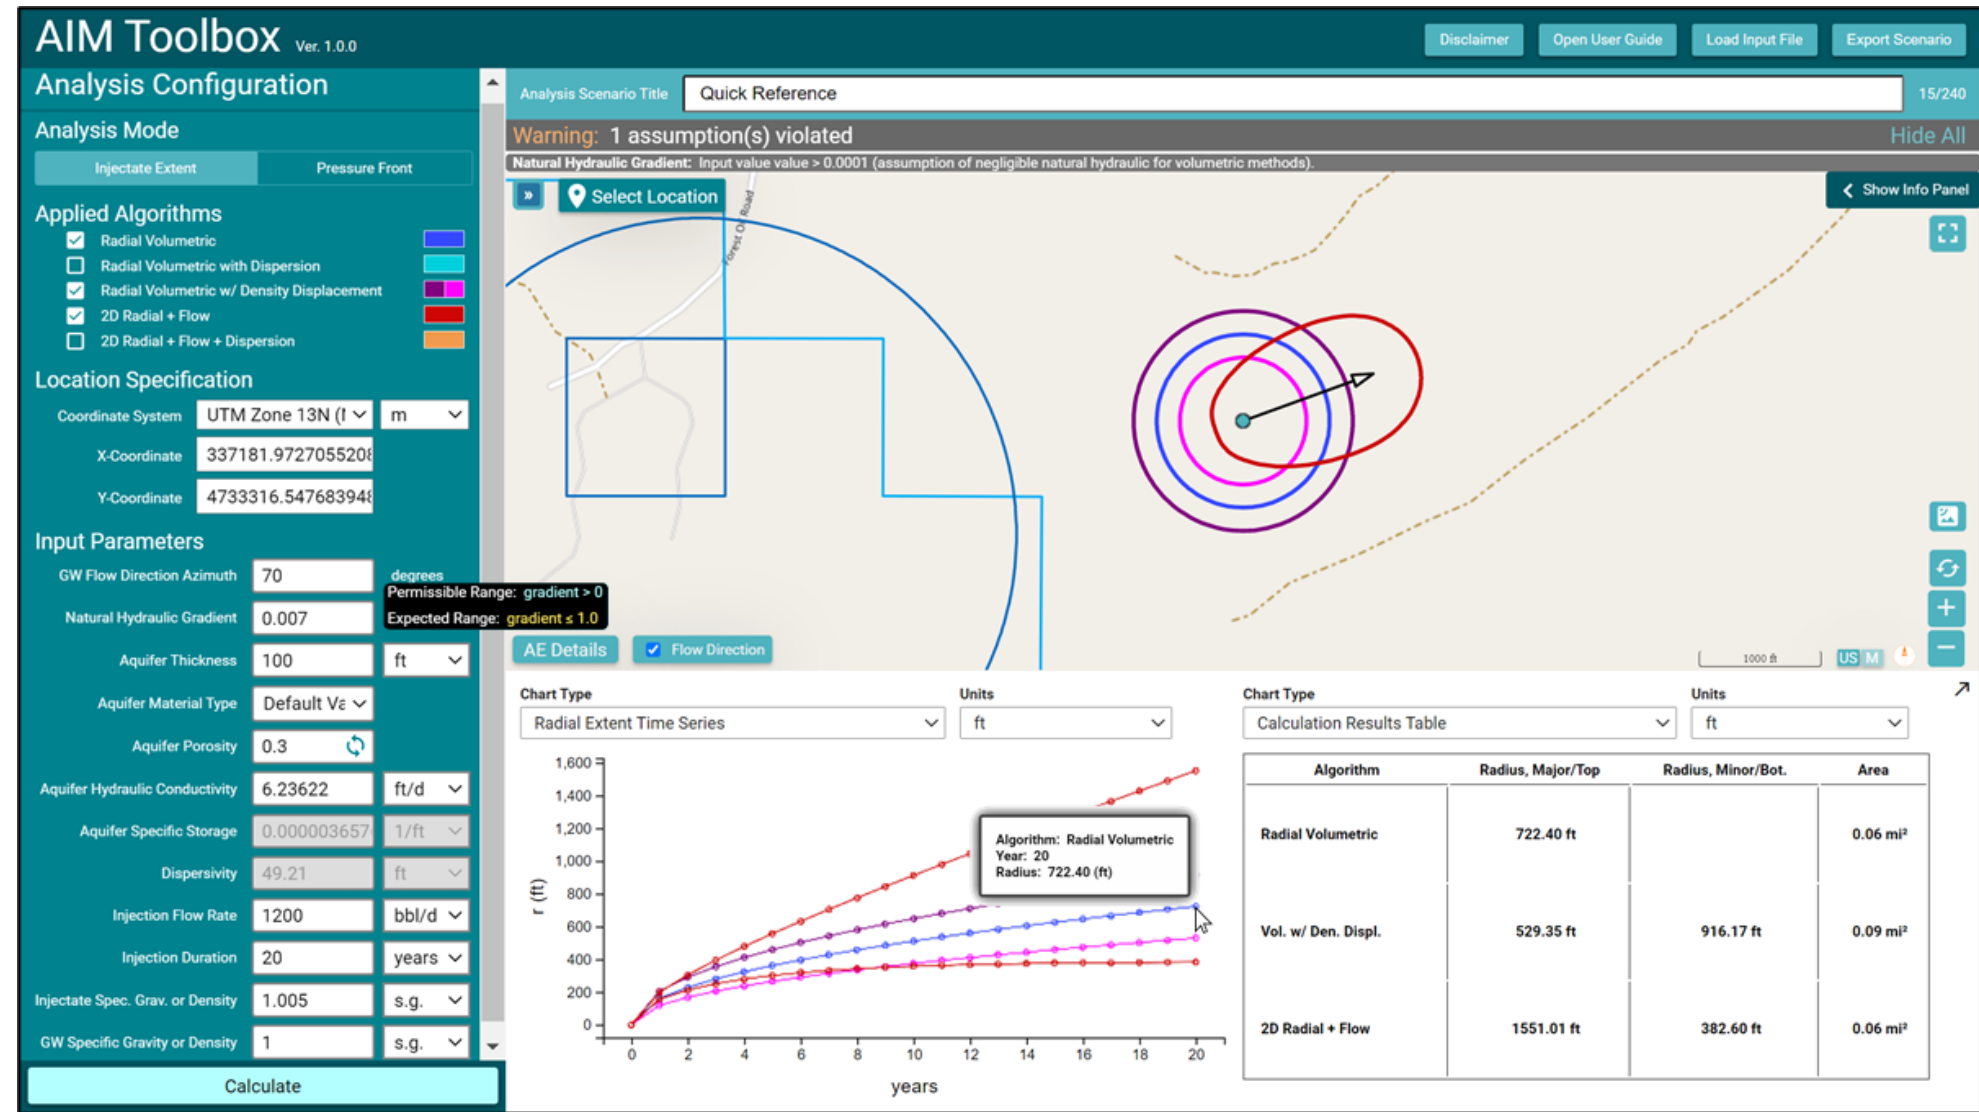 AIM Toolbox Ver. 1.0.0
Disclaimer
Open User Guide
Load Input File
Export Scenario
Analysis Configuration
Analysis Mode
Injectate Extent
Pressure Front
Applied Algorithms
Radial Volumetric
Radial Volumetric with Dispersion
Radial Volumetric w/ Density Displacement
2D Radial + Flow
2D Radial + Flow + Dispersion
Location Specification
Coordinate System UTM Zone 13N (N m
X-Coordinate 337181.9727055208
Y-Coordinate 4733316.547683948
Input Parameters
GW Flow Direction Azimuth 70 degrees
Natural Hydraulic Gradient 0.007
Permissible Range: gradient > 0
Expected Range: gradient ≤ 1.0
Aquifer Thickness 100 ft
Aquifer Material Type Default Va
Aquifer Porosity 0.3
Aquifer Hydraulic Conductivity 6.23622 ft/d
Aquifer Specific Storage 0.000003657 1/ft
Dispersivity 49.21 ft
Injection Flow Rate 1200 bbl/d
Injection Duration 20 years
Injectate Spec. Grav. or Density 1.005 s.g.
GW Specific Gravity or Density 1 s.g.
Calculate
Analysis Scenario Title Quick Reference 15/240
Warning: 1 assumption(s) violated Hide All
Natural Hydraulic Gradient: Input value value > 0.0001 (assumption of negligible natural hydraulic for volumetric methods).
» Select Location
< Show Info Panel
Forest Oil Road
AE Details
Flow Direction
1000 ft
US M
Chart Type
Units
Radial Extent Time Series
ft
1,600
1,400
1,200
1,000
800
600
400
200
0
r (ft)
0 2 4 6 8 10 12 14 16 18 20
years
Algorithm: Radial Volumetric
Year: 20
Radius: 722.40 (ft)
Chart Type
Units
Calculation Results Table
ft
Algorithm Radius, Major/Top Radius, Minor/Bot. Area
Radial Volumetric 722.40 ft 0.06 mi²
Vol. w/ Den. Displ. 529.35 ft 916.17 ft 0.09 mi²
2D Radial + Flow 1551.01 ft 382.60 ft 0.06 mi²